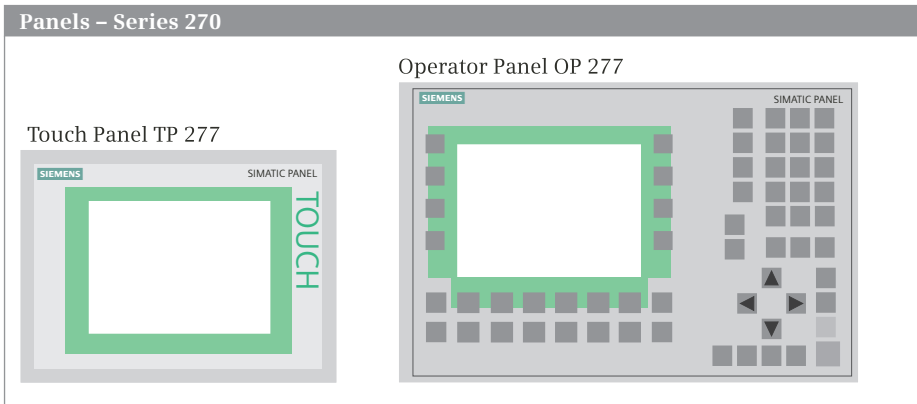 Panels – Series 270
Operator Panel OP 277
SIEMENS
SIMATIC PANEL
Touch Panel TP 277
SIEMENS
SIMATIC PANEL
TOUCH